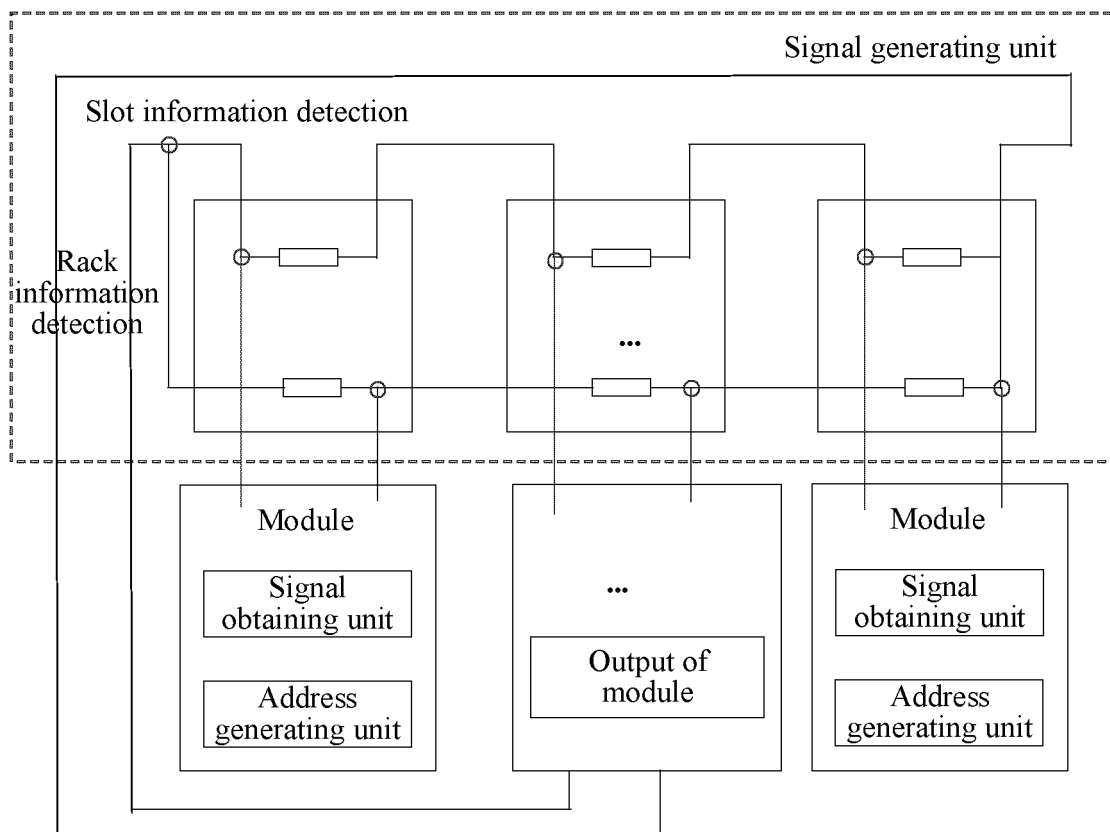 Signal generating unit
Slot information detection
Rack
information
detection
...
Module
Signal
obtaining unit
Address
generating unit
...
Output of
module
Module
Signal
obtaining unit
Address
generating unit